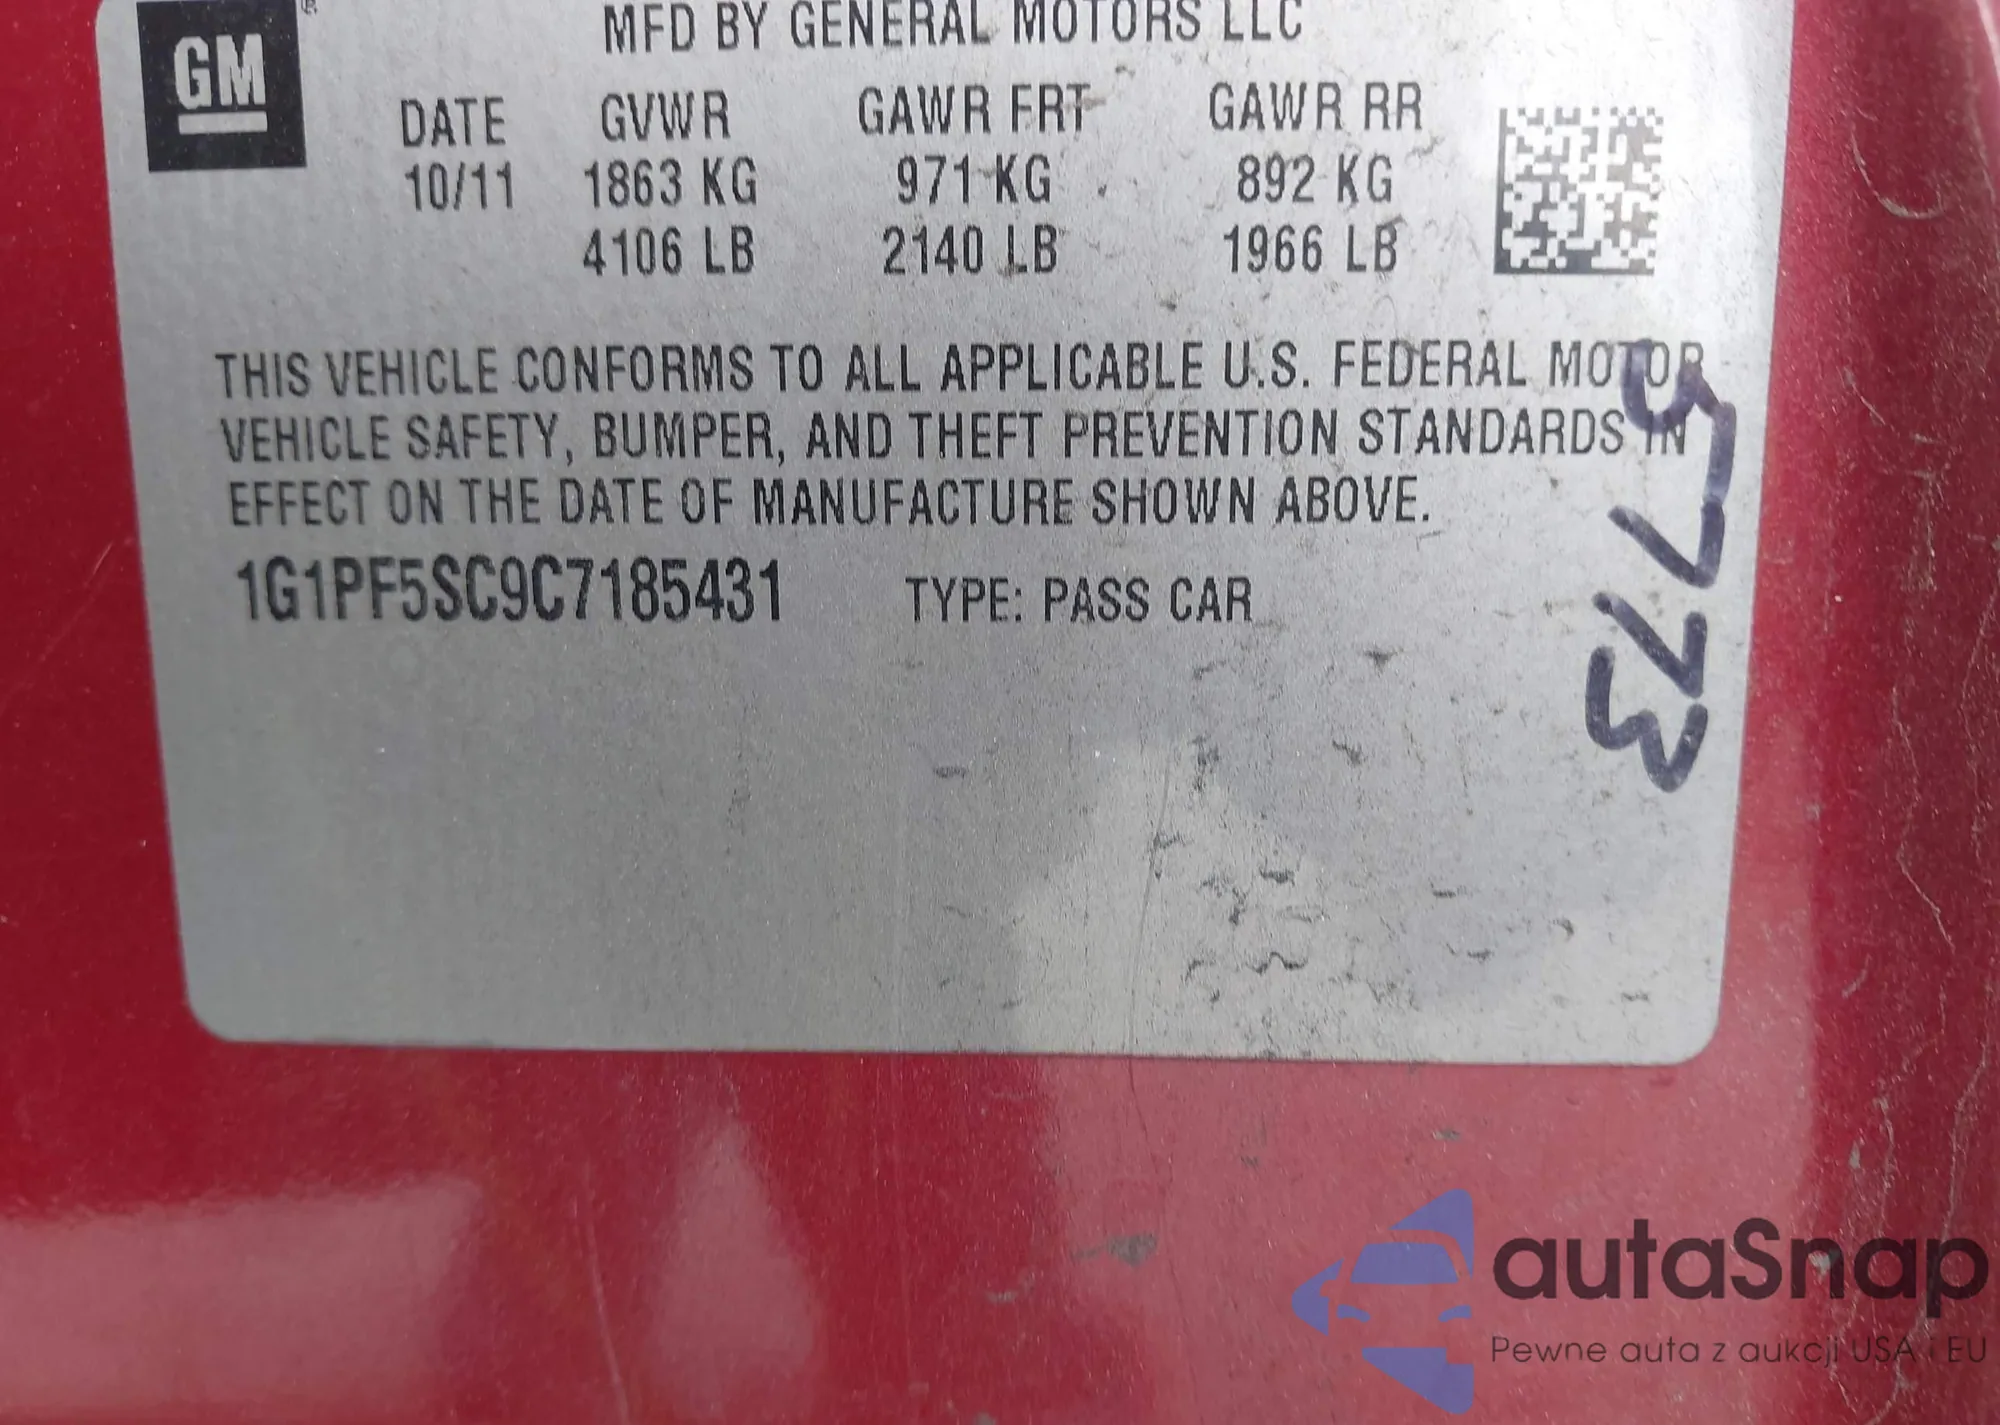 GM ®
MFD BY GENERAL MOTORS LLC
DATE GVWR GAWR FRT GAWR RR
10/11 1863 KG 971 KG 892 KG
4106 LB 2140 LB 1966 LB
THIS VEHICLE CONFORMS TO ALL APPLICABLE U.S. FEDERAL MOTOR
VEHICLE SAFETY, BUMPER, AND THEFT PREVENTION STANDARDS IN
EFFECT ON THE DATE OF MANUFACTURE SHOWN ABOVE.
1G1PF5SC9C7185431 TYPE: PASS CAR
5773
autaSnap
Pewne auta z aukcji USA i EU